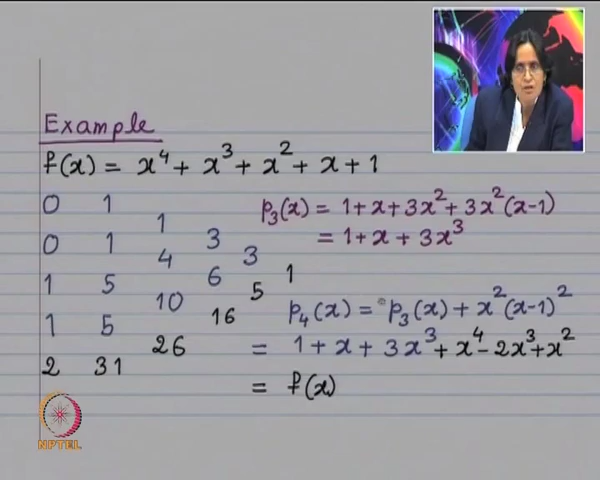 Example
f(x) = x⁴ + x³ + x² + x + 1
0 1
1
p₃(x) = 1+x+3x²+3x²(x-1)
0 1
3
= 1+x+3x³
4
3
1 5
6
1
10
5
p₄(x) = p₃(x) + x²(x-1)²
1 5
16
26
= 1+x+3x³+x⁴-2x³+x²
2 31
= f(x)
NPTEL